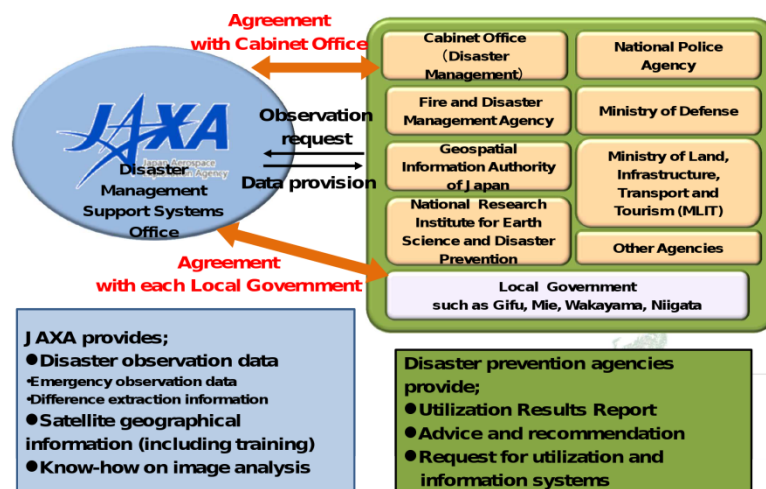 Agreement
with Cabinet Office
Cabinet Office
(Disaster
Management)
National Police
Agency
Fire and Disaster
Management Agency
Ministry of Defense
JAXA
Japan Aerospace
Exploration Agency
Disaster
Management
Support Systems
Office
Observation
request
Data provision
Geospatial
Information Authority
of Japan
Ministry of Land,
Infrastructure,
Transport and
Tourism (MLIT)
National Research
Institute for Earth
Science and Disaster
Prevention
Other Agencies
Agreement
with each Local Government
Local Government
such as Gifu, Mie, Wakayama, Niigata
JAXA provides;
●Disaster observation data
•Emergency observation data
•Difference extraction information
●Satellite geographical
information (including training)
●Know-how on image analysis
Disaster prevention agencies
provide;
●Utilization Results Report
●Advice and recommendation
●Request for utilization and
information systems